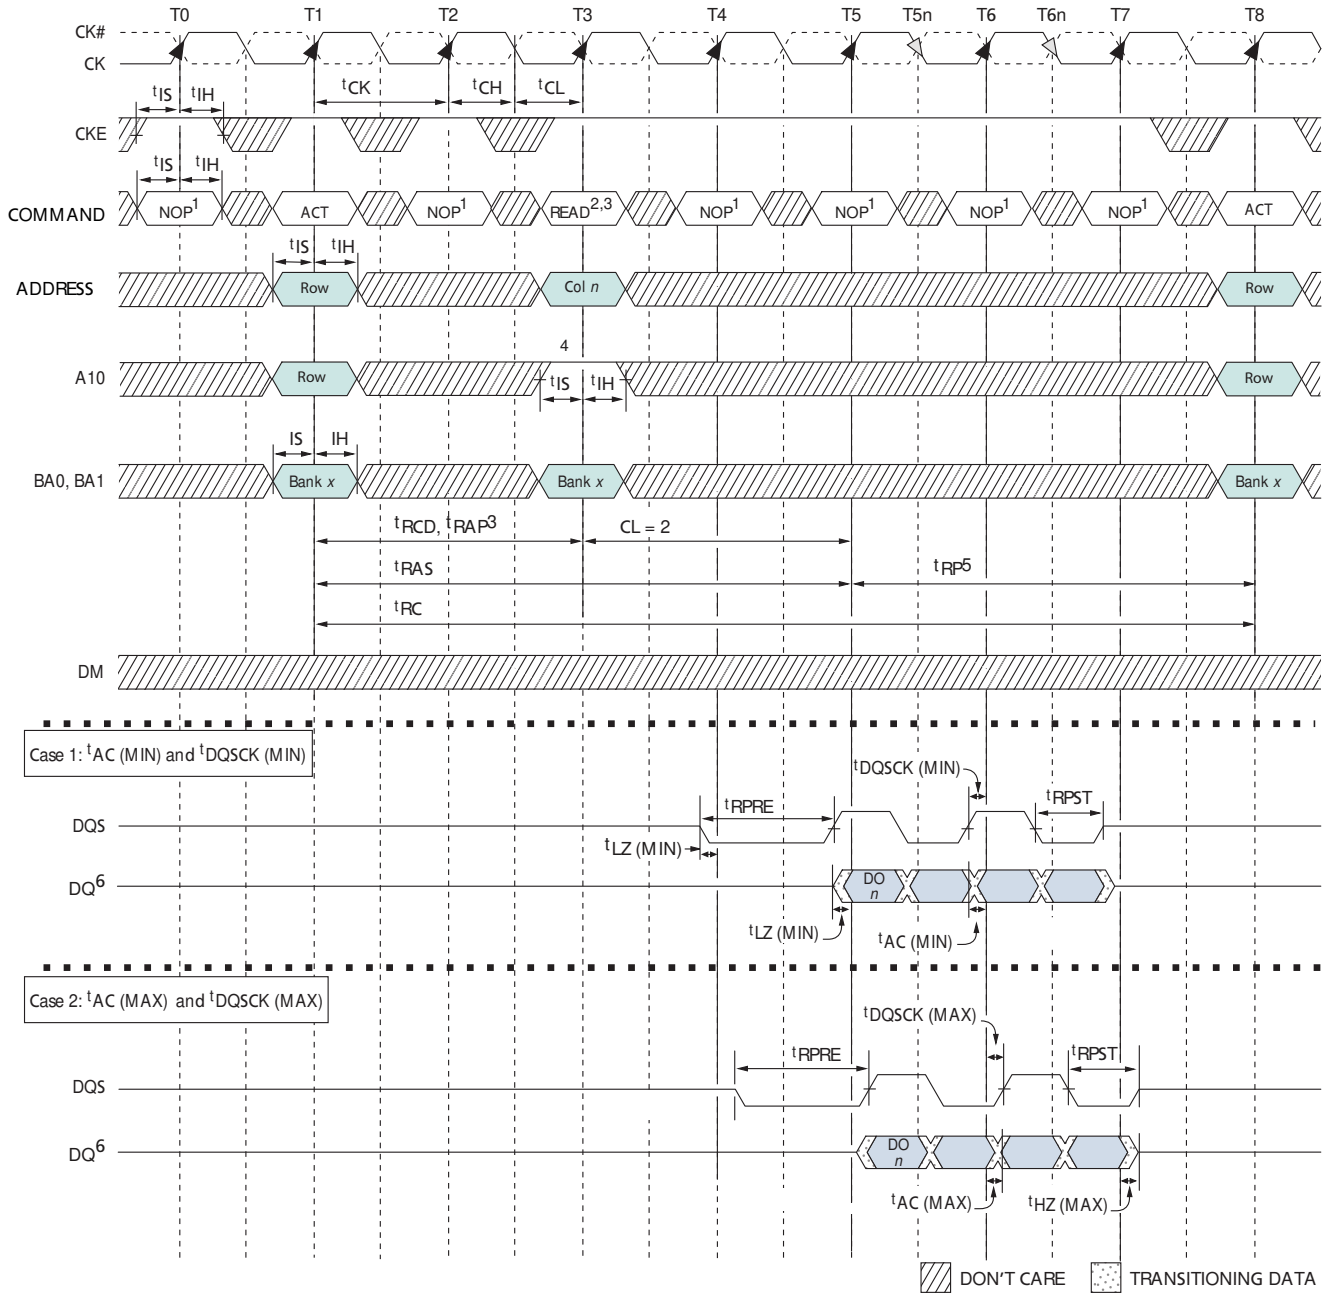 T0 T1 T2 T3 T4 T5 T5n T6 T6n T7 T8
CK#
CK
tCK tCH tCL
tIS tIH
CKE
tIS tIH
COMMAND NOP1 ACT NOP1 READ2,3 NOP1 NOP1 NOP1 NOP1 ACT
tIS tIH
ADDRESS Row Col n Row
4
A10 Row tIS tIH Row
IS IH
BA0, BA1 Bank x Bank x Bank x
tRCD, tRAP3 CL = 2
tRAS tRP5
tRC
DM
Case 1: tAC (MIN) and tDQSCK (MIN)
tDQSCK (MIN)
tRPRE tRPST
DQS
tLZ (MIN)
DQ6 DO
n
tLZ (MIN) tAC (MIN)
Case 2: tAC (MAX) and tDQSCK (MAX)
tDQSCK (MAX)
tRPRE tRPST
DQS
DQ6 DO
n
tAC (MAX) tHZ (MAX)
DON'T CARE TRANSITIONING DATA